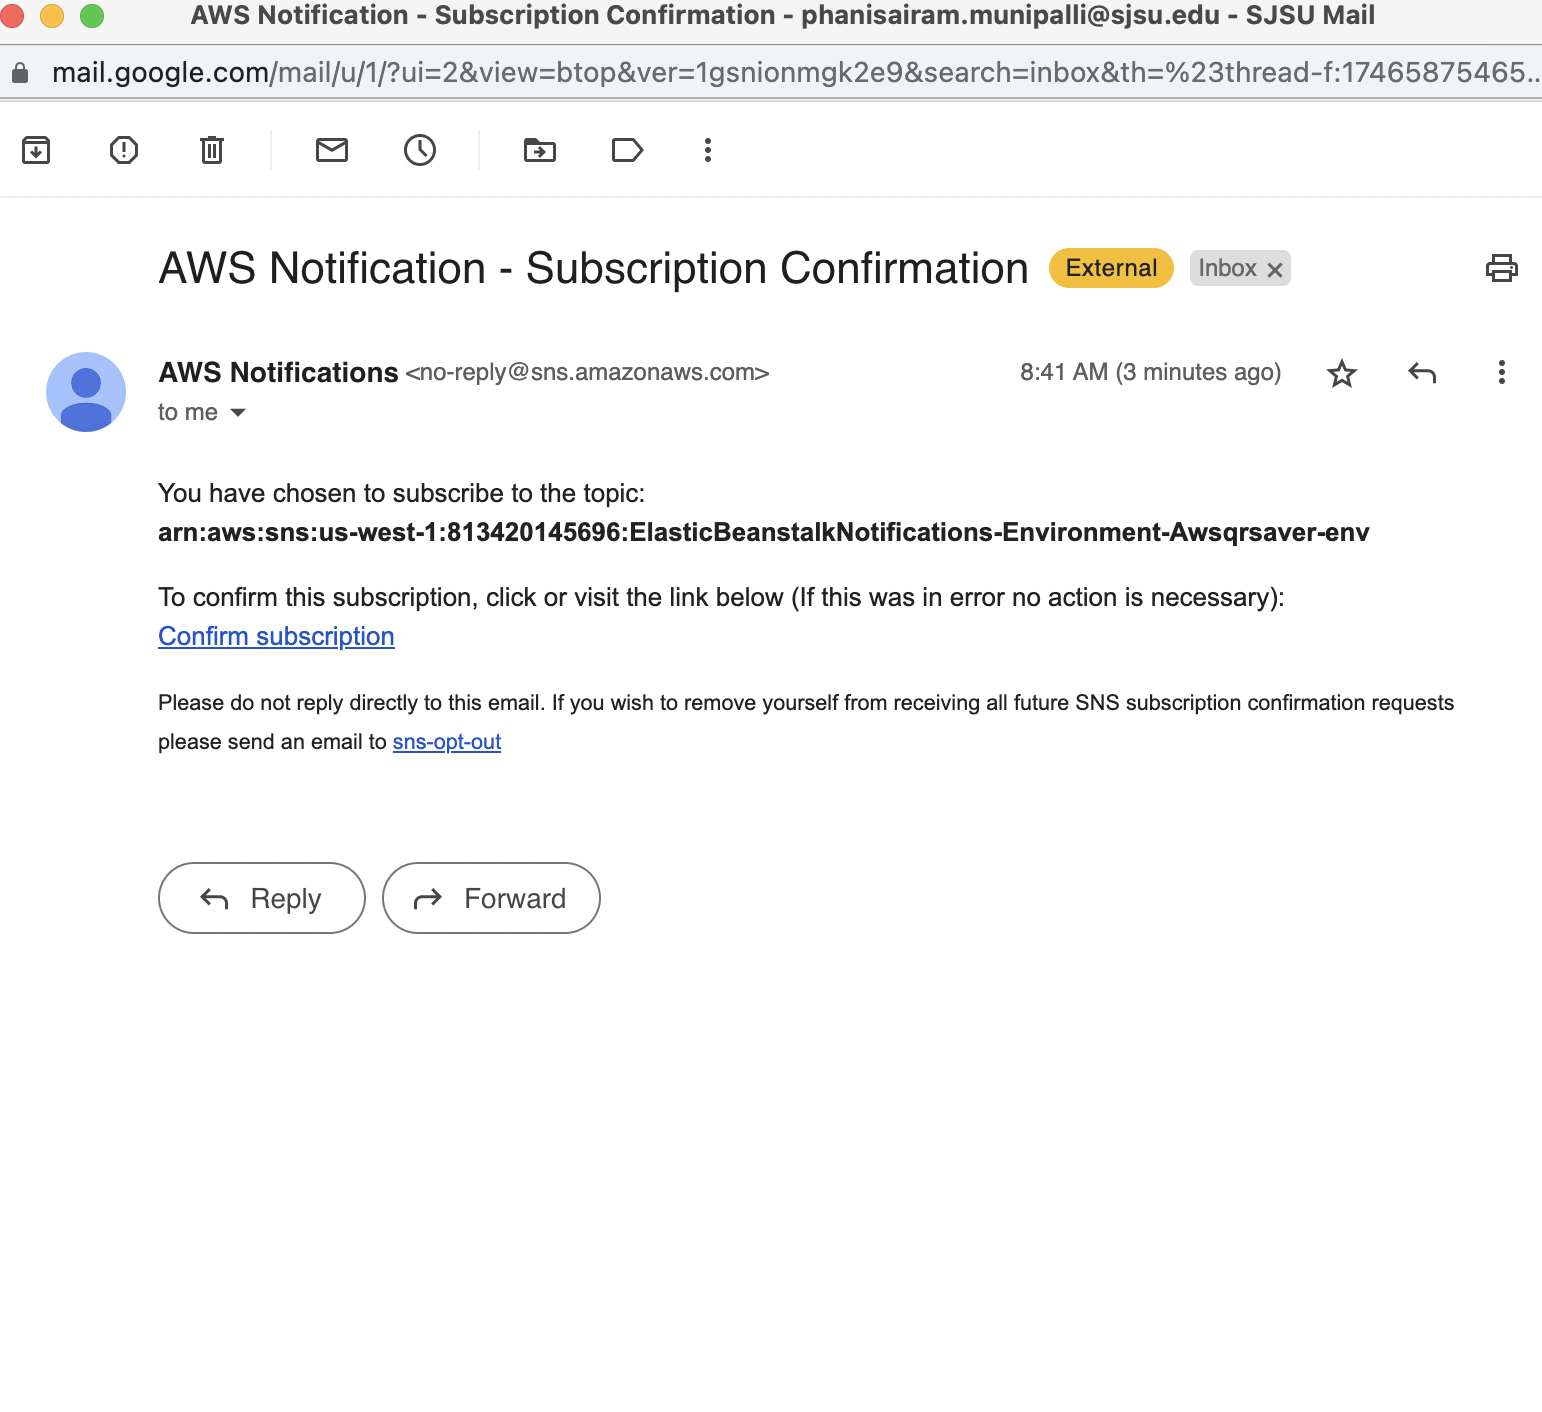 AWS Notification - Subscription Confirmation - phanisairam.munipalli@sjsu.edu - SJSU Mail
mail.google.com/mail/u/1/?ui=2&view=btop&ver=1gsnionmgk2e9&search=inbox&th=%23thread-f:17465875465...
AWS Notification - Subscription Confirmation External Inbox ×
AWS Notifications <no-reply@sns.amazonaws.com> 8:41 AM (3 minutes ago)
to me
You have chosen to subscribe to the topic:
arn:aws:sns:us-west-1:813420145696:ElasticBeanstalkNotifications-Environment-Awsqrsaver-env
To confirm this subscription, click or visit the link below (If this was in error no action is necessary):
Confirm subscription
Please do not reply directly to this email. If you wish to remove yourself from receiving all future SNS subscription confirmation requests
please send an email to sns-opt-out
Reply Forward